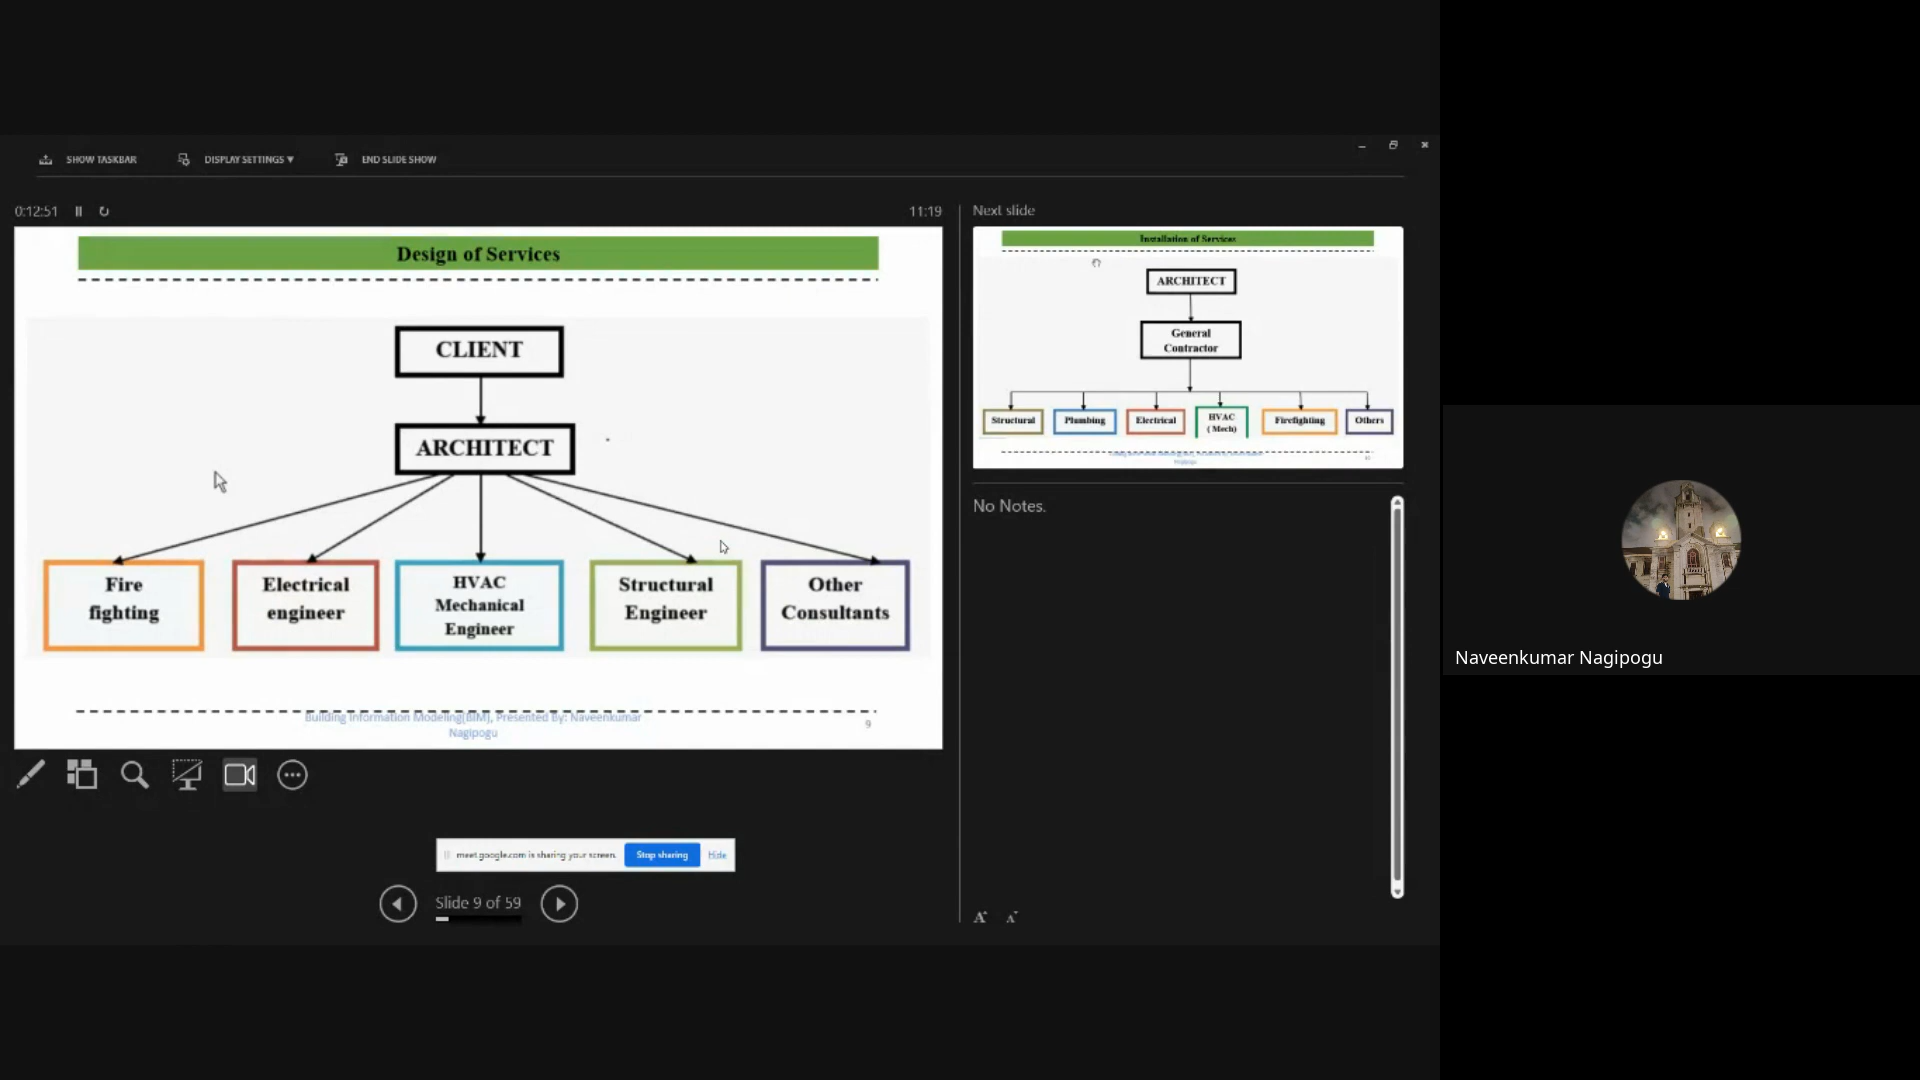 SHOW TASKBAR
DISPLAY SETTINGS ▼
END SLIDE SHOW
0:12:51
11:19
Design of Services
CLIENT
ARCHITECT
Fire
fighting
Electrical
engineer
HVAC
Mechanical
Engineer
Structural
Engineer
Other
Consultants
Building Information Modeling(BIM), Presented By: Naveenkumar
Nagipogu
9
Next slide
Installation of Services
ARCHITECT
General
Contractor
Structural
Plumbing
Electrical
HVAC
( Mech)
Firefighting
Others
Nagipogu
No Notes.
meet.google.com is sharing your screen.
Stop sharing
Hide
Slide 9 of 59
A
A
Naveenkumar Nagipogu